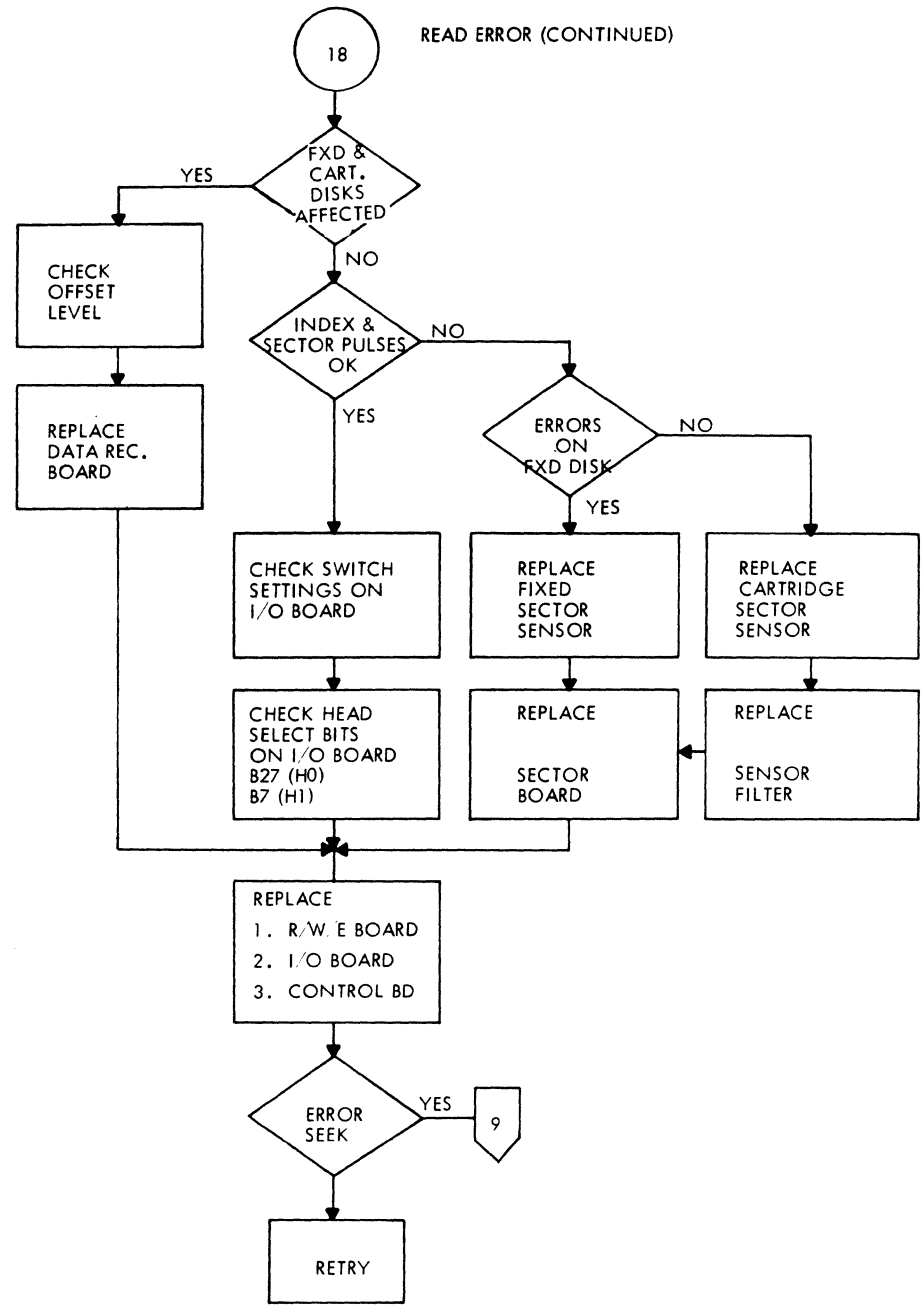 READ ERROR (CONTINUED)
18
FXD &
CART.
DISKS
AFFECTED
YES
NO
CHECK
OFFSET
LEVEL
INDEX &
SECTOR PULSES
OK
NO
YES
REPLACE
DATA REC.
BOARD
ERRORS
ON
FXD DISK
NO
YES
CHECK SWITCH
SETTINGS ON
I/O BOARD
REPLACE
FIXED
SECTOR
SENSOR
REPLACE
CARTRIDGE
SECTOR
SENSOR
CHECK HEAD
SELECT BITS
ON I/O BOARD
B27 (H0)
B7 (H1)
REPLACE
SECTOR
BOARD
REPLACE
SENSOR
FILTER
REPLACE
1. R/W/E BOARD
2. I/O BOARD
3. CONTROL BD
ERROR
SEEK
YES
9
RETRY